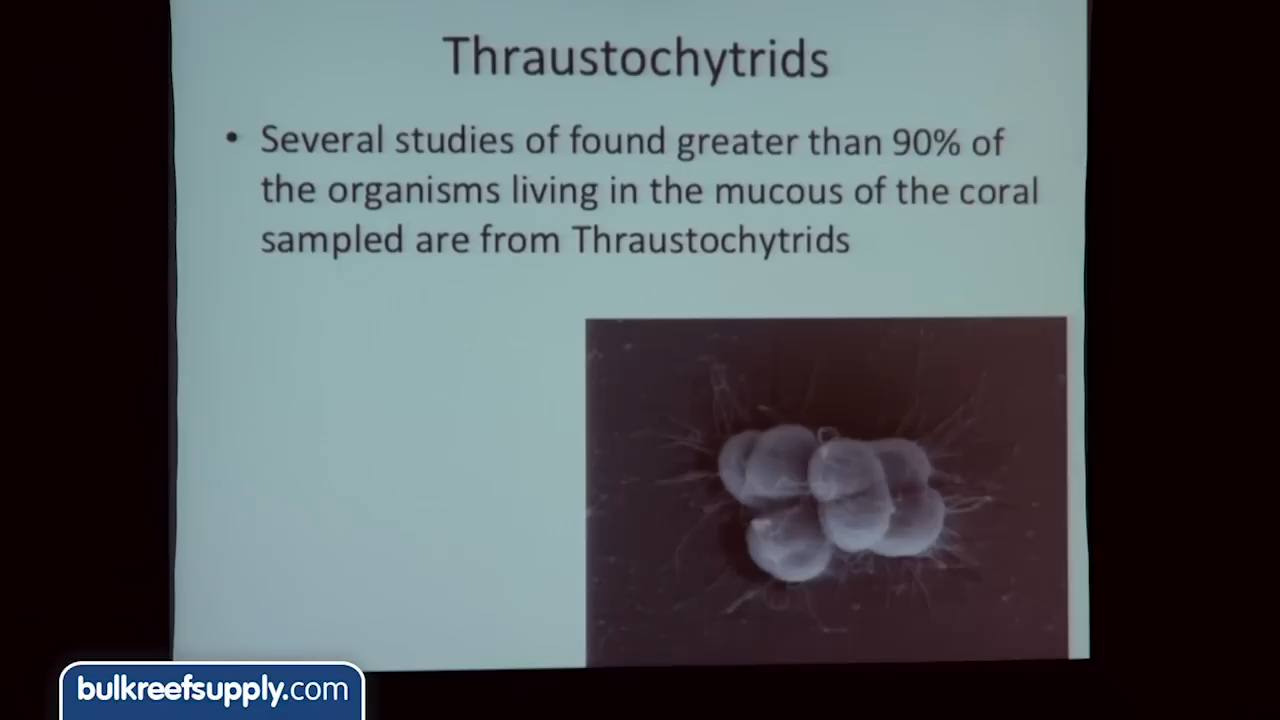 Thraustochytrids
• Several studies of found greater than 90% of
the organisms living in the mucous of the coral
sampled are from Thraustochytrids
bulkreefsupply.com